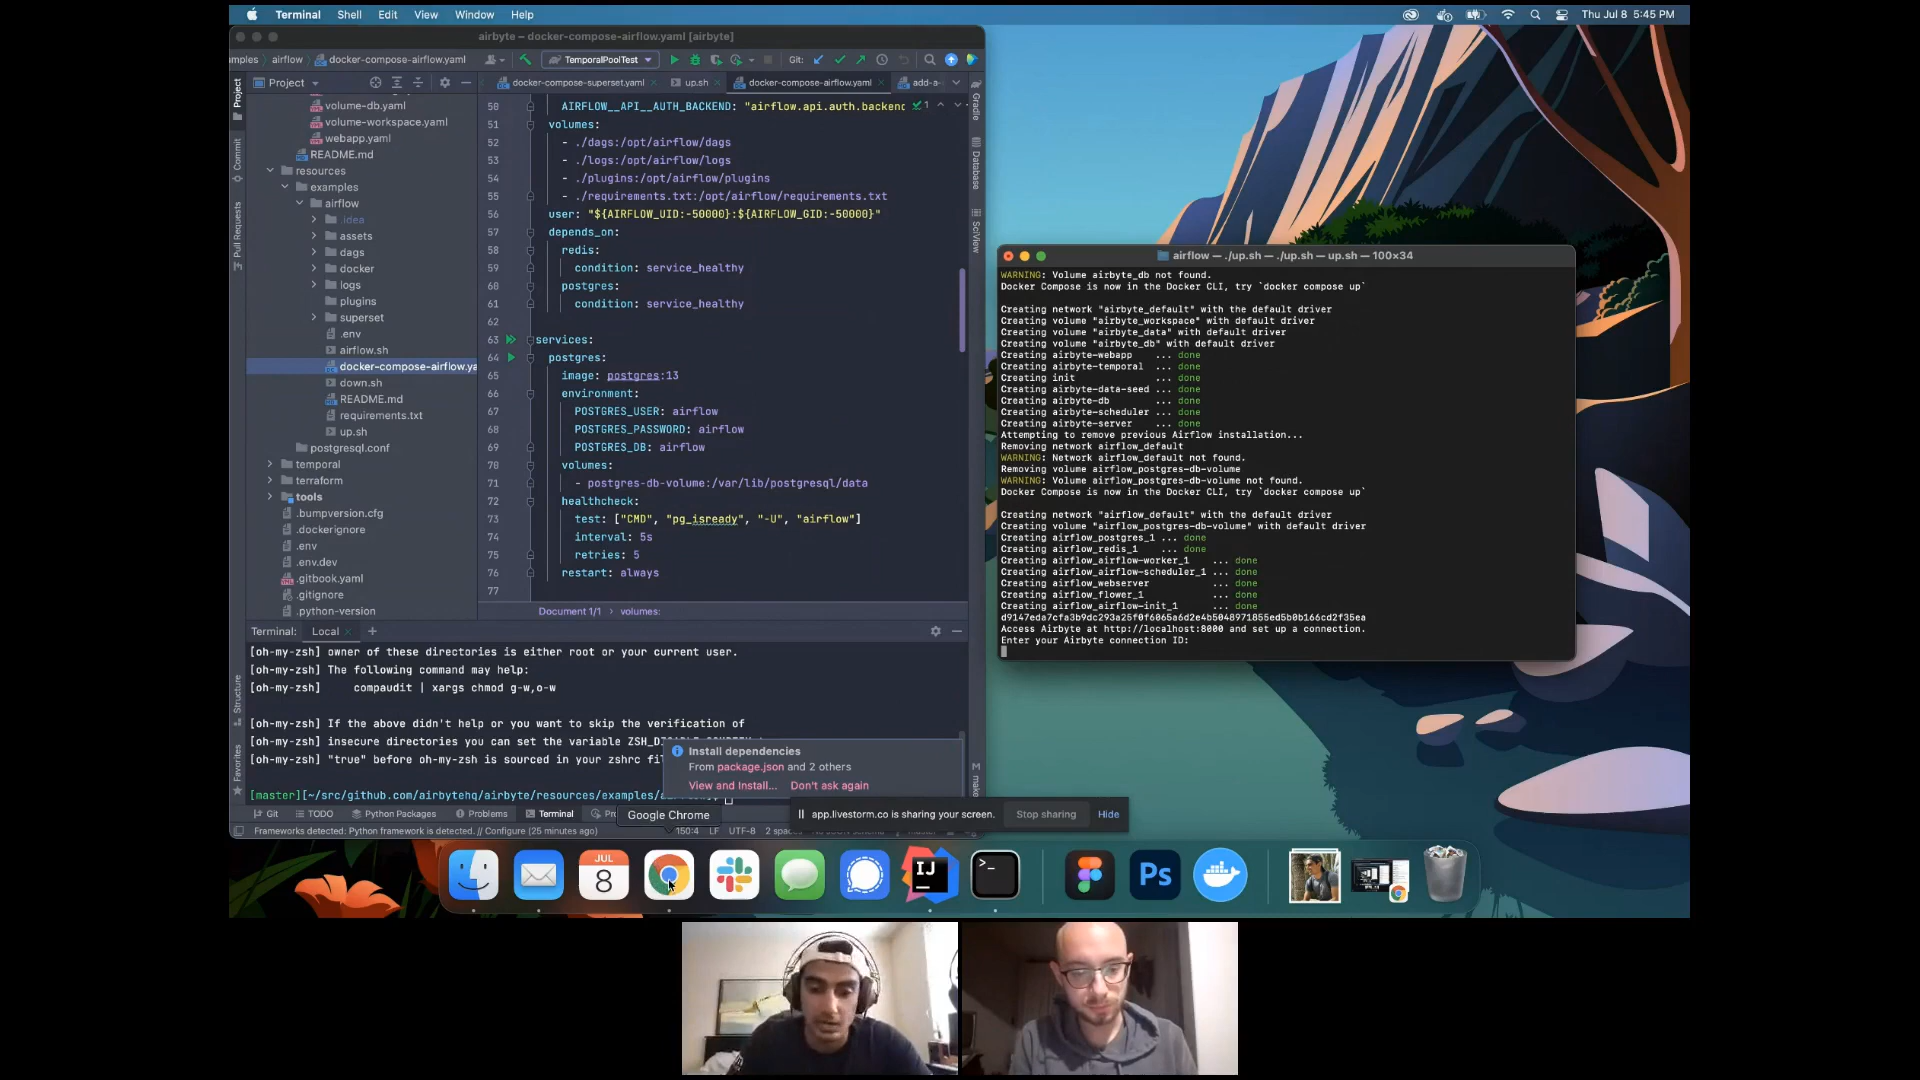 Terminal Shell Edit View Window Help
Thu Jul 8 5:45 PM
airbyte – docker-compose-airflow.yaml [airbyte]
mples airflow docker-compose-airflow.yaml
TemporalPoolTest
Git:
Project
docker-compose-superset.yaml
up.sh
docker-compose-airflow.yaml
add-a-
Project
Commit
Pull Requests
Structure
Favorites
Gradle
Database
SciView
make
volume-db.yaml
volume-workspace.yaml
webapp.yaml
README.md
resources
examples
airflow
.idea
assets
dags
docker
logs
plugins
superset
.env
airflow.sh
docker-compose-airflow.ya
down.sh
README.md
requirements.txt
up.sh
postgresql.conf
temporal
terraform
tools
.bumpversion.cfg
.dockerignore
.env
.env.dev
.gitbook.yaml
.gitignore
.python-version
50 AIRFLOW__API__AUTH_BACKEND: "airflow.api.auth.backend 1
51 volumes:
52 - ./dags:/opt/airflow/dags
53 - ./logs:/opt/airflow/logs
54 - ./plugins:/opt/airflow/plugins
55 - ./requirements.txt:/opt/airflow/requirements.txt
56 user: "${AIRFLOW_UID:-50000}:${AIRFLOW_GID:-50000}"
57 depends_on:
58 redis:
59 condition: service_healthy
60 postgres:
61 condition: service_healthy
62
63 services:
64 postgres:
65 image: postgres:13
66 environment:
67 POSTGRES_USER: airflow
68 POSTGRES_PASSWORD: airflow
69 POSTGRES_DB: airflow
70 volumes:
71 - postgres-db-volume:/var/lib/postgresql/data
72 healthcheck:
73 test: ["CMD", "pg_isready", "-U", "airflow"]
74 interval: 5s
75 retries: 5
76 restart: always
77
Document 1/1 volumes:
Terminal: Local
[oh-my-zsh] owner of these directories is either root or your current user.
[oh-my-zsh] The following command may help:
[oh-my-zsh] compaudit | xargs chmod g-w,o-w
[oh-my-zsh] If the above didn't help or you want to skip the verification of
[oh-my-zsh] insecure directories you can set the variable
[oh-my-zsh] "true" before oh-my-zsh is sourced in your zshrc
[master][~/src/github.com/airbytehq/airbyte/resources/examples/
Install dependencies
From package.json and 2 others
View and Install... Don't ask again
Git TODO Python Packages Problems Terminal
Google Chrome
Frameworks detected: Python framework is detected. // Configure (25 minutes ago) 150:4 LF UTF-8
app.livestorm.co is sharing your screen. Stop sharing Hide
airflow — ./up.sh — ./up.sh — up.sh — 100×34
WARNING: Volume airbyte_db not found.
Docker Compose is now in the Docker CLI, try `docker compose up`
Creating network "airbyte_default" with the default driver
Creating volume "airbyte_workspace" with default driver
Creating volume "airbyte_data" with default driver
Creating volume "airbyte_db" with default driver
Creating airbyte-webapp ... done
Creating airbyte-temporal ... done
Creating init ... done
Creating airbyte-data-seed ... done
Creating airbyte-db ... done
Creating airbyte-scheduler ... done
Creating airbyte-server ... done
Attempting to remove previous Airflow installation...
Removing network airflow_default
WARNING: Network airflow_default not found.
Removing volume airflow_postgres-db-volume
WARNING: Volume airflow_postgres-db-volume not found.
Docker Compose is now in the Docker CLI, try `docker compose up`
Creating network "airflow_default" with the default driver
Creating volume "airflow_postgres-db-volume" with default driver
Creating airflow_postgres_1 ... done
Creating airflow_redis_1 ... done
Creating airflow_airflow-worker_1 ... done
Creating airflow_airflow-scheduler_1 ... done
Creating airflow_webserver ... done
Creating airflow_flower_1 ... done
Creating airflow_airflow-init_1 ... done
d9147eda7cfa3b9dc293a25f0f6065a6d2e4b5048971855ed5b0b166cd2f35ea
Access Airbyte at http://localhost:8000 and set up a connection.
Enter your Airbyte connection ID:
JUL
8
IJ
Ps